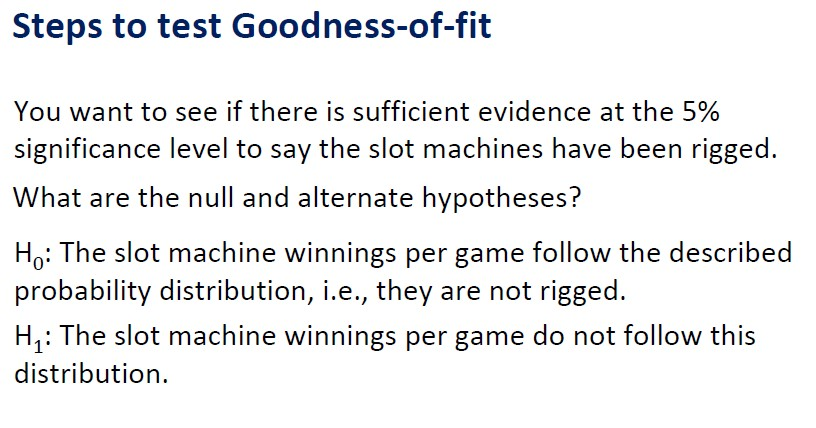 Steps to test Goodness-of-fit
You want to see if there is sufficient evidence at the 5%
significance level to say the slot machines have been rigged.
What are the null and alternate hypotheses?
H₀: The slot machine winnings per game follow the described
probability distribution, i.e., they are not rigged.
H₁: The slot machine winnings per game do not follow this
distribution.